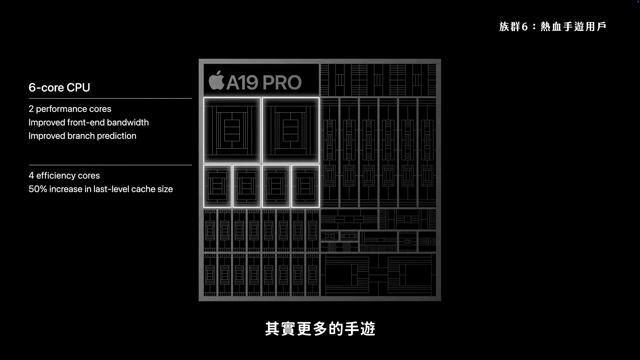 族群6：熱血手遊用戶
A19 PRO
6-core CPU
2 performance cores
Improved front-end bandwidth
Improved branch prediction
4 efficiency cores
50% increase in last-level cache size
其實更多的手遊